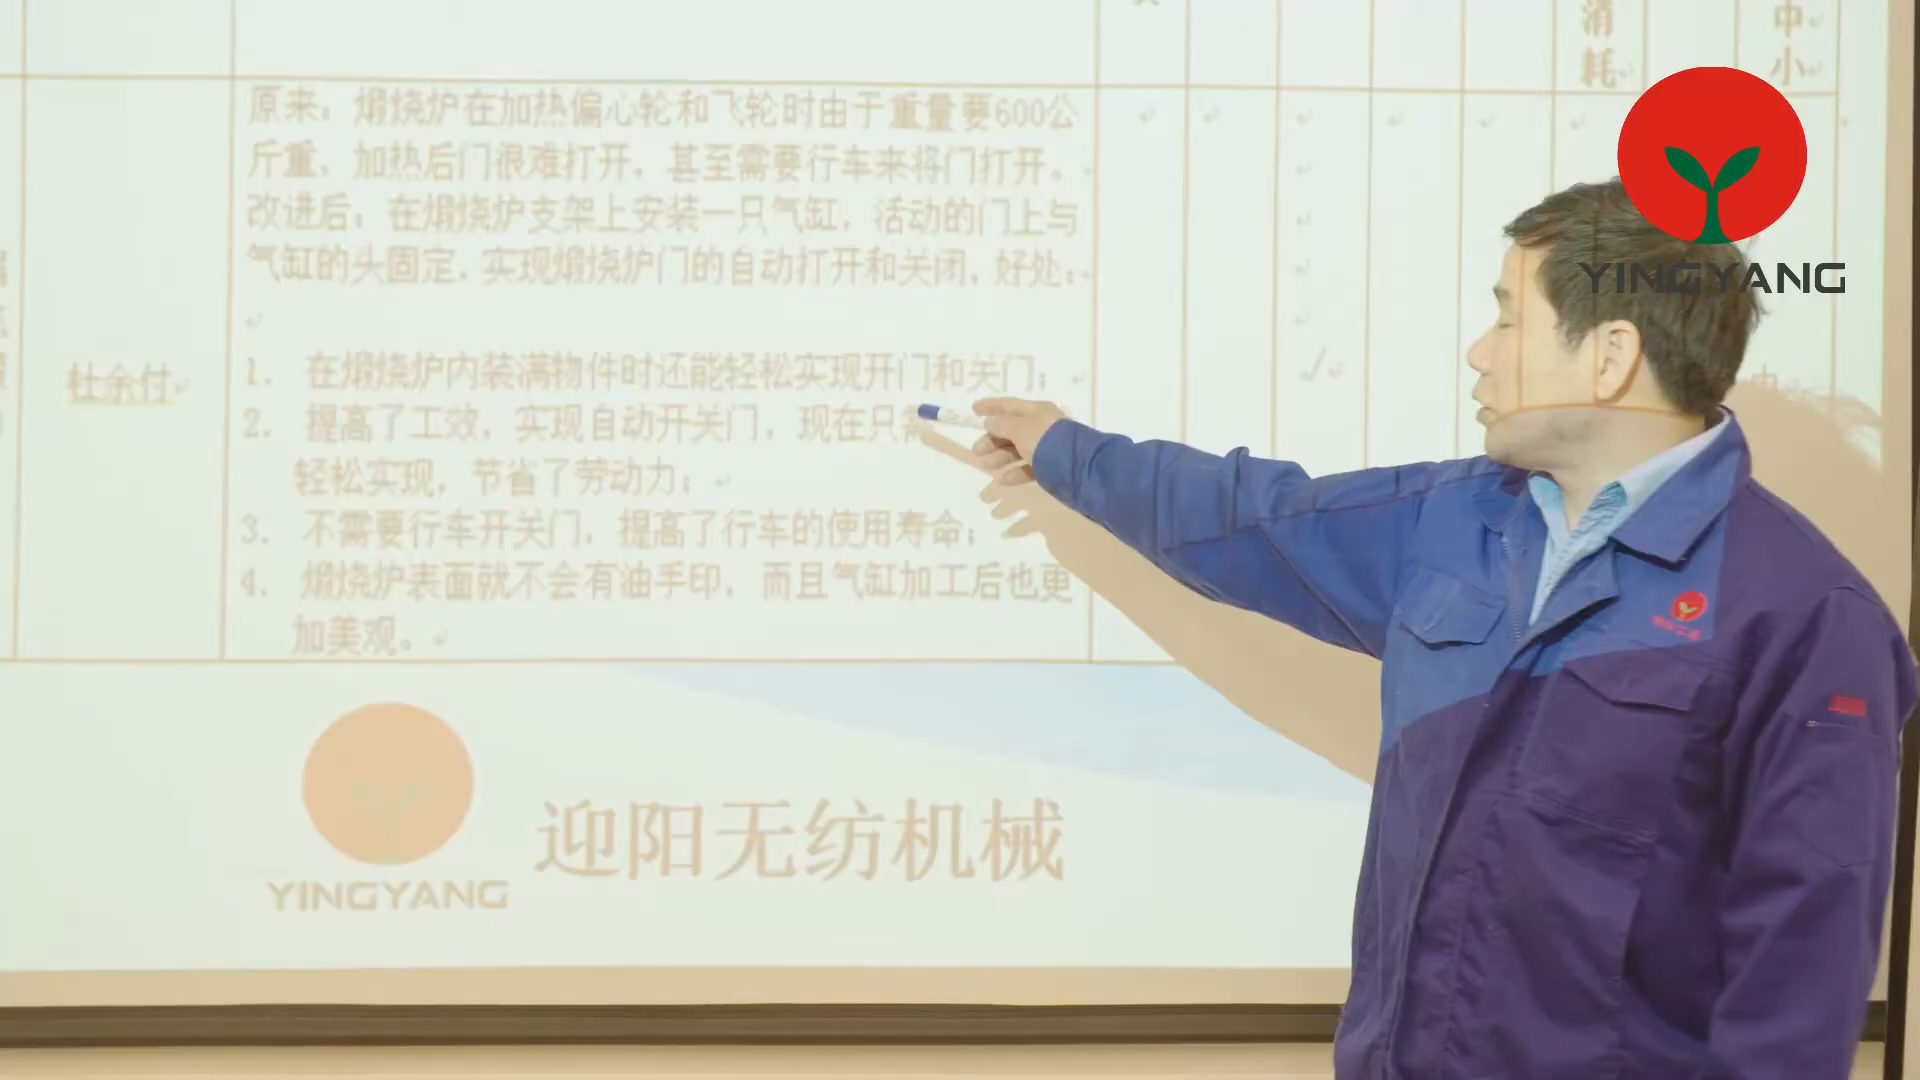 消
耗
中
小
原来：煅烧炉在加热偏心轮和飞轮时由于重量要600公
斤重，加热后门很难打开，甚至需要行车来将门打开。
改进后：在煅烧炉支架上安装一只气缸，活动的门上与
气缸的头固定，实现煅烧炉门的自动打开和关闭，好处：
杜余付
1. 在煅烧炉内装满物件时还能轻松实现开门和关门；
2. 提高了工效，实现自动开关门，现在只
轻松实现，节省了劳动力；
3. 不需要行车开关门，提高了行车的使用寿命；
4. 煅烧炉表面就不会有油手印，而且气缸加工后也更
加美观。
YINGYANG
迎阳无纺机械
YINGYANG